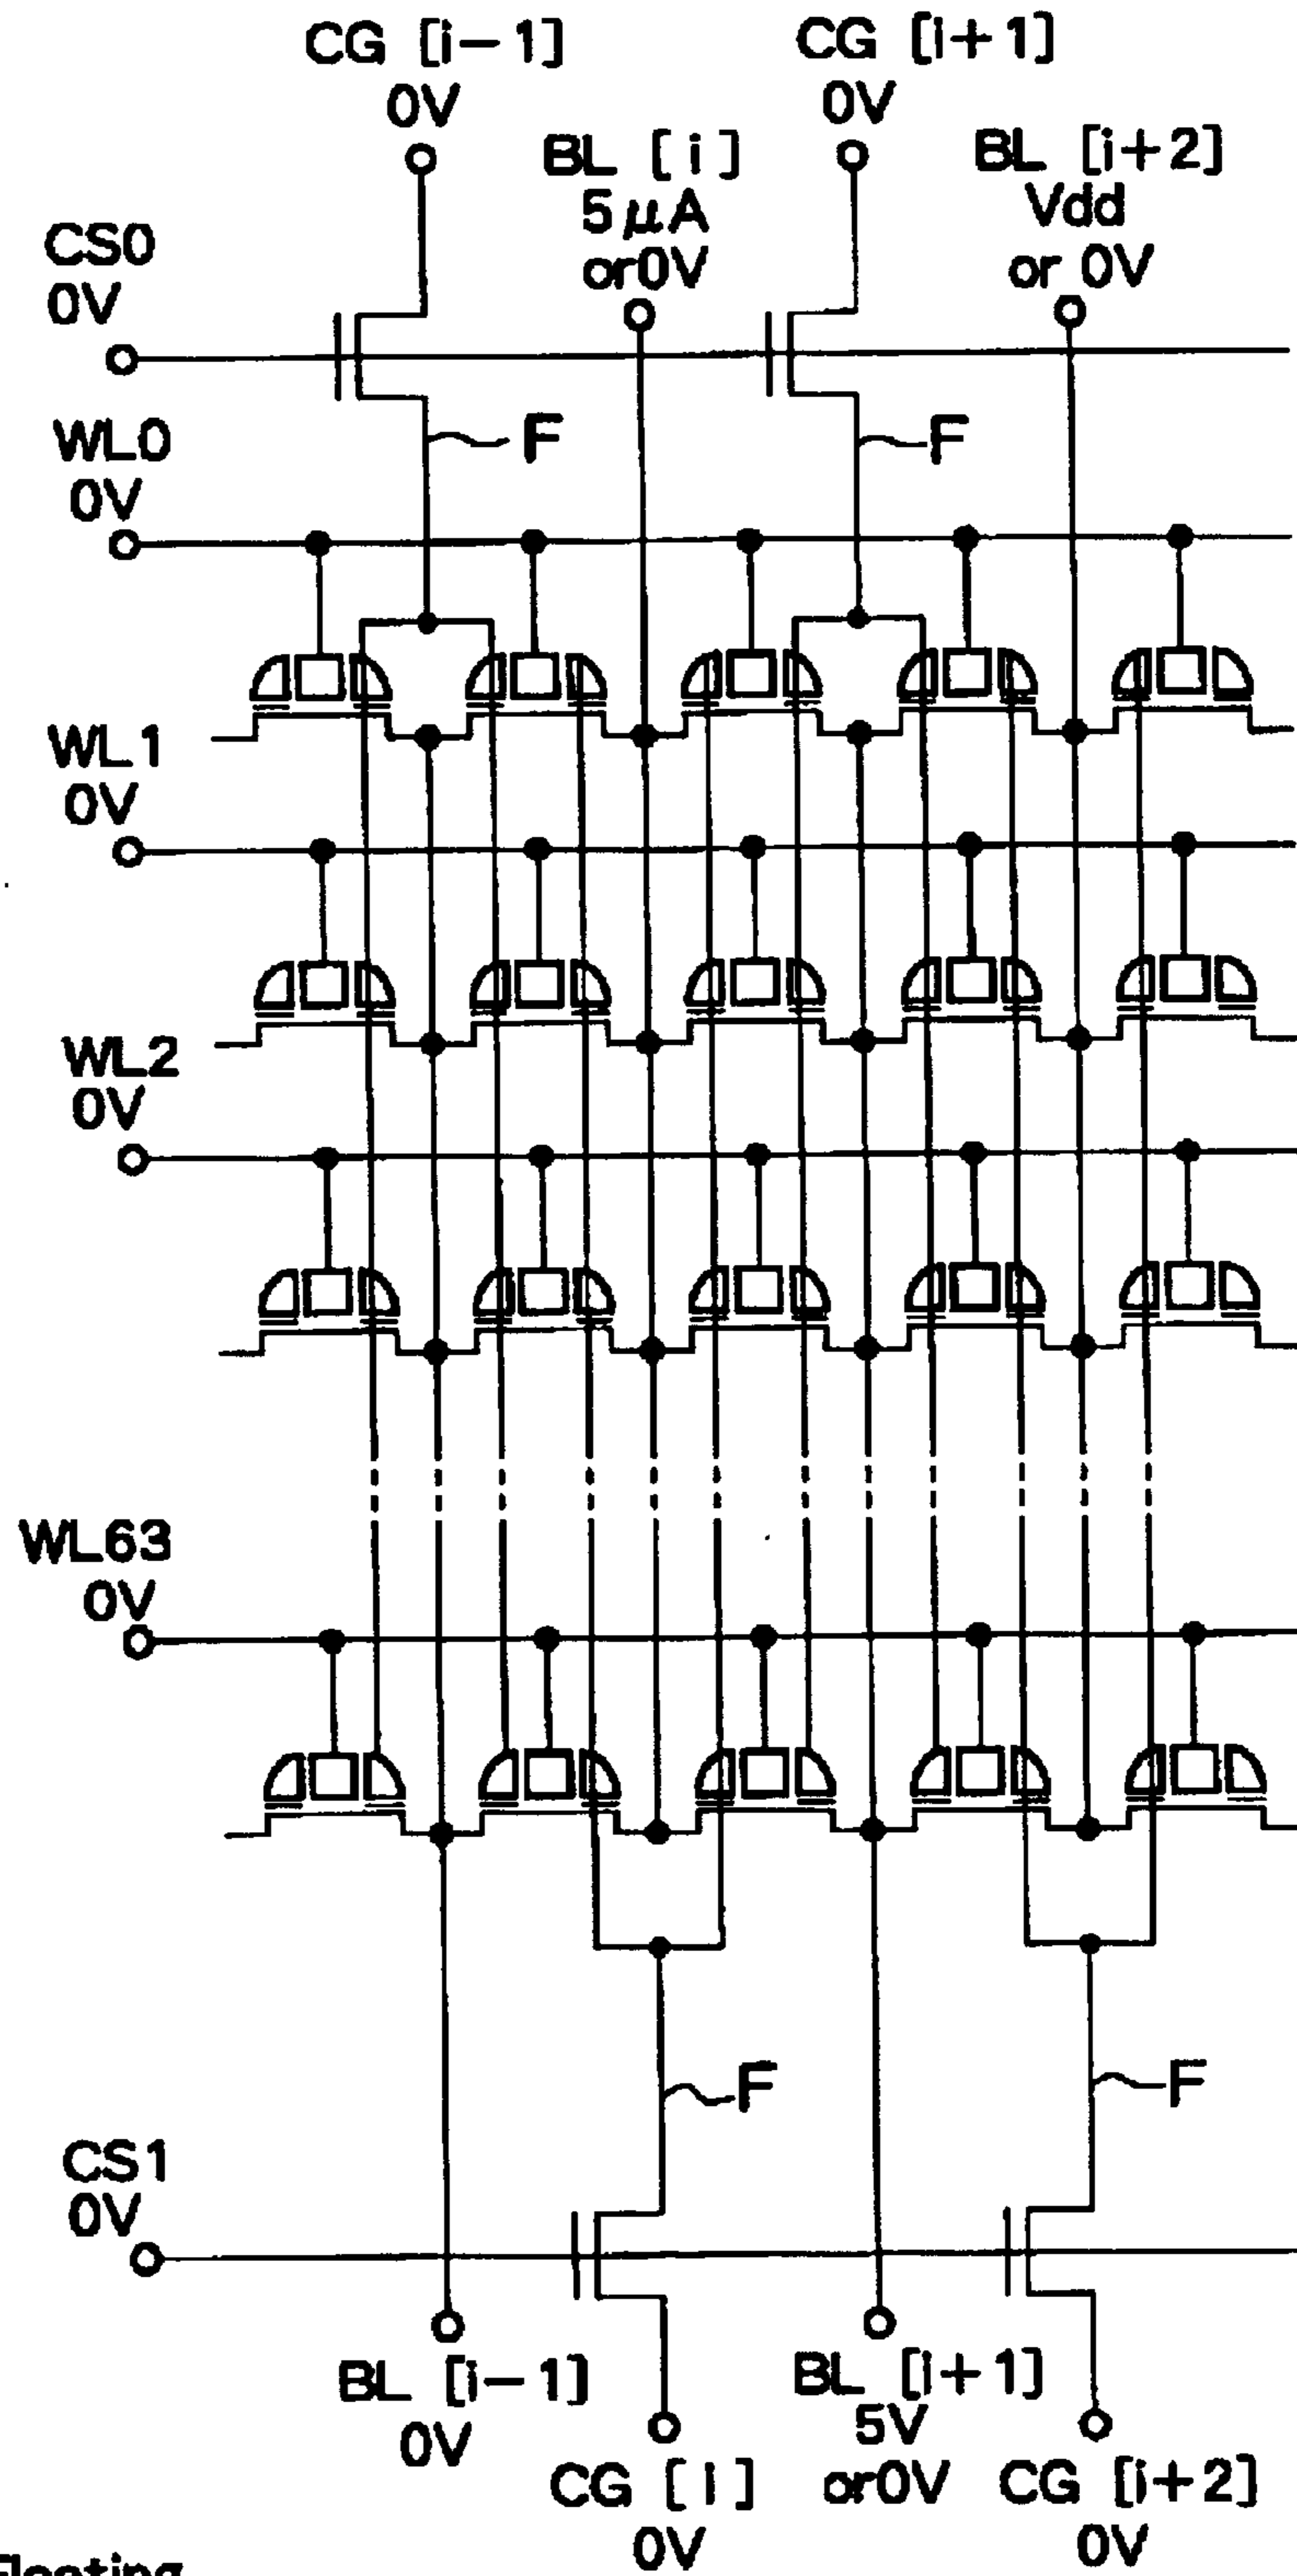 CG [i-1]
0V
CG [i+1]
0V
BL [i]
5μA
or0V
BL [i+2]
Vdd
or 0V
CS0
0V
F
F
WL0
0V
WL1
0V
WL2
0V
WL63
0V
F
F
CS1
0V
BL [i-1]
0V
BL [i+1]
5V
or0V
CG [i]
0V
CG [i+2]
0V